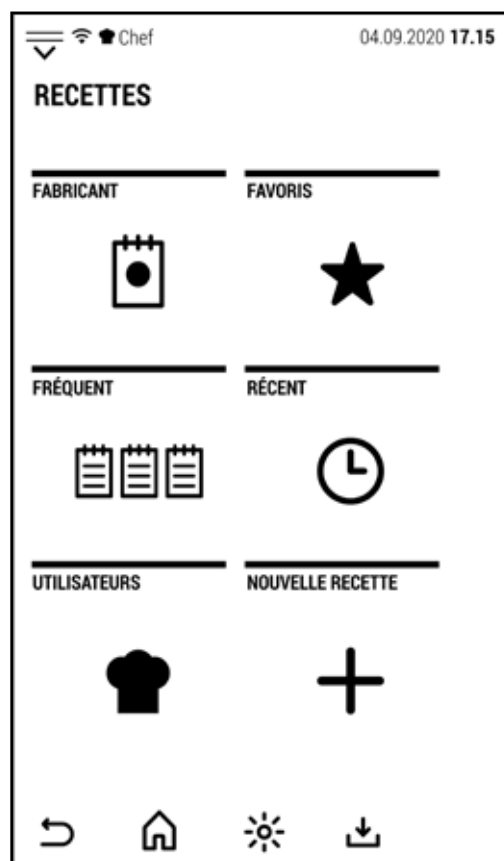 Chef 04.09.2020 17.15
RECETTES
FABRICANT FAVORIS
FRÉQUENT RÉCENT
UTILISATEURS NOUVELLE RECETTE